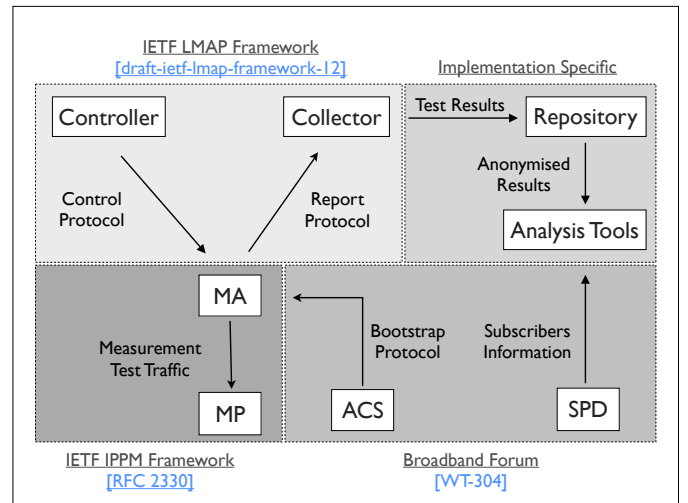 IETF LMAP Framework
[draft-ietf-lmap-framework-12]
Implementation Specific
Controller
Collector
Test Results
Repository
Control
Protocol
Report
Protocol
Anonymised
Results
Analysis Tools
MA
Measurement
Test Traffic
MP
Bootstrap
Protocol
ACS
Subscribers
Information
SPD
IETF IPPM Framework
[RFC 2330]
Broadband Forum
[WT-304]